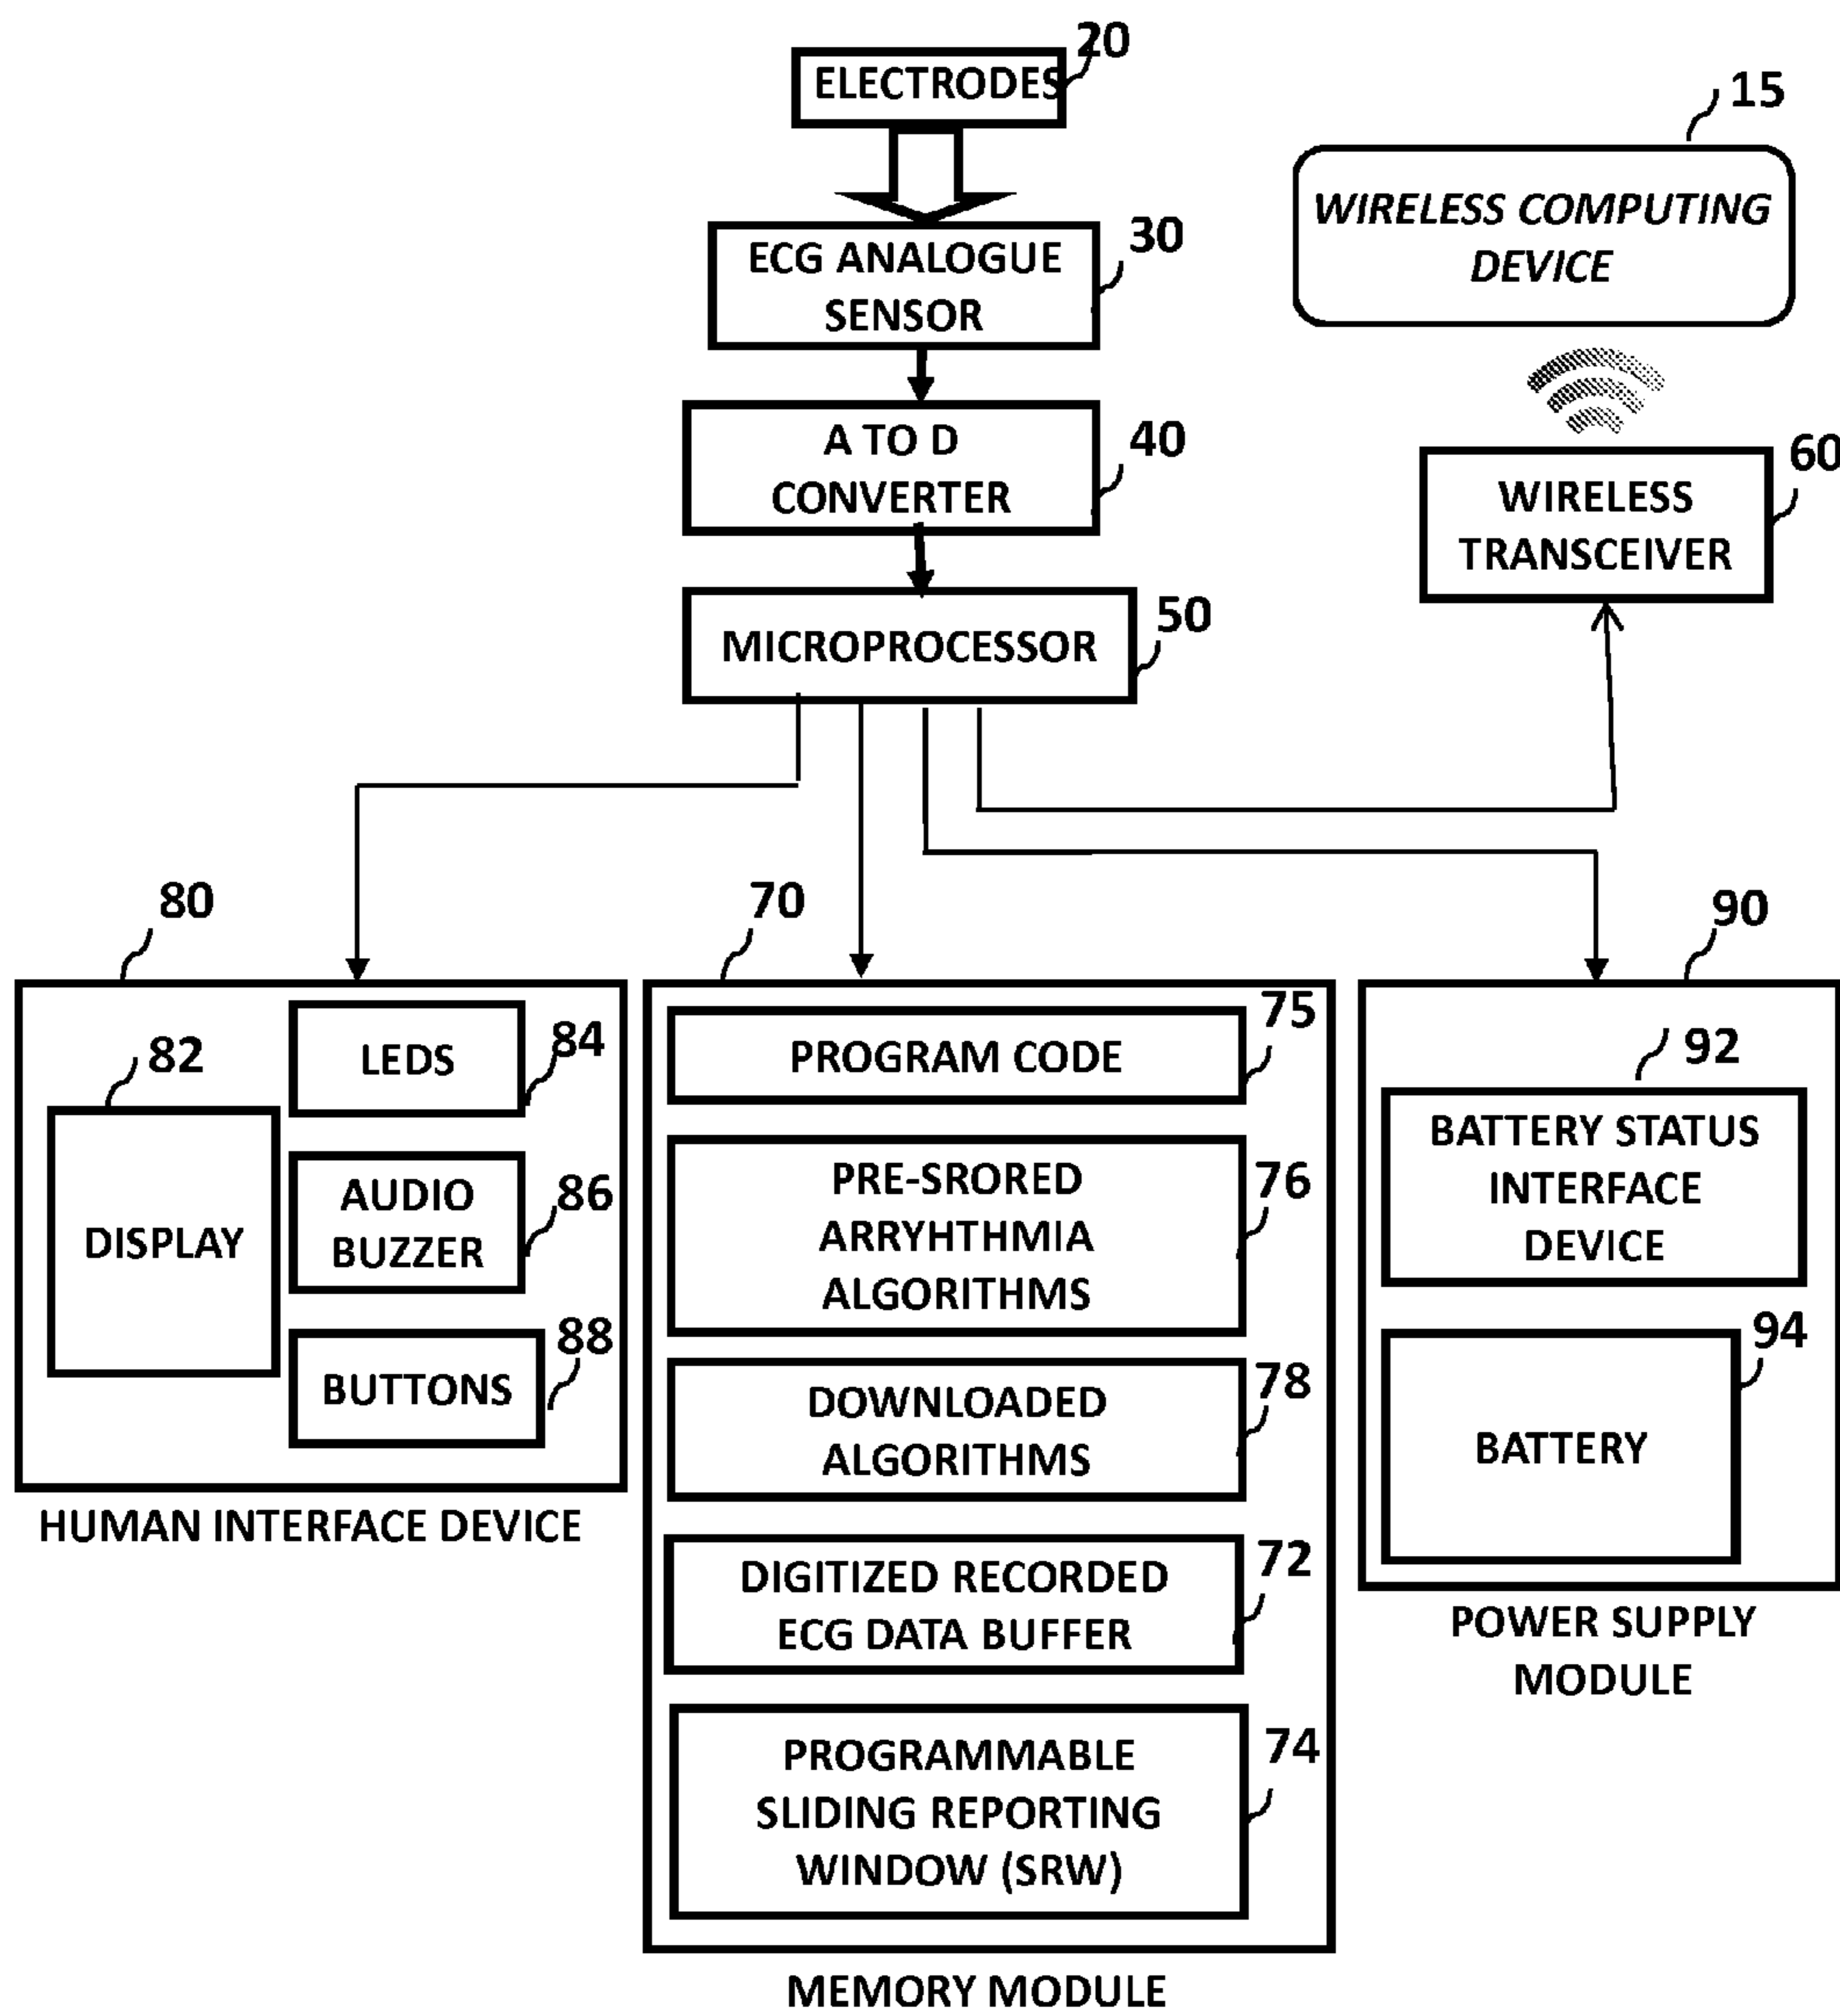 20
ELECTRODES
15
WIRELESS COMPUTING
DEVICE
30
ECG ANALOGUE
SENSOR
40
A TO D
CONVERTER
60
WIRELESS
TRANSCEIVER
50
MICROPROCESSOR
80
82
DISPLAY
LEDS
84
AUDIO
BUZZER
86
BUTTONS
88
HUMAN INTERFACE DEVICE
70
PROGRAM CODE
75
PRE-SRORED
ARRYHTHMIA
ALGORITHMS
76
DOWNLOADED
ALGORITHMS
78
DIGITIZED RECORDED
ECG DATA BUFFER
72
PROGRAMMABLE
SLIDING REPORTING
WINDOW (SRW)
74
MEMORY MODULE
90
92
BATTERY STATUS
INTERFACE
DEVICE
94
BATTERY
POWER SUPPLY
MODULE